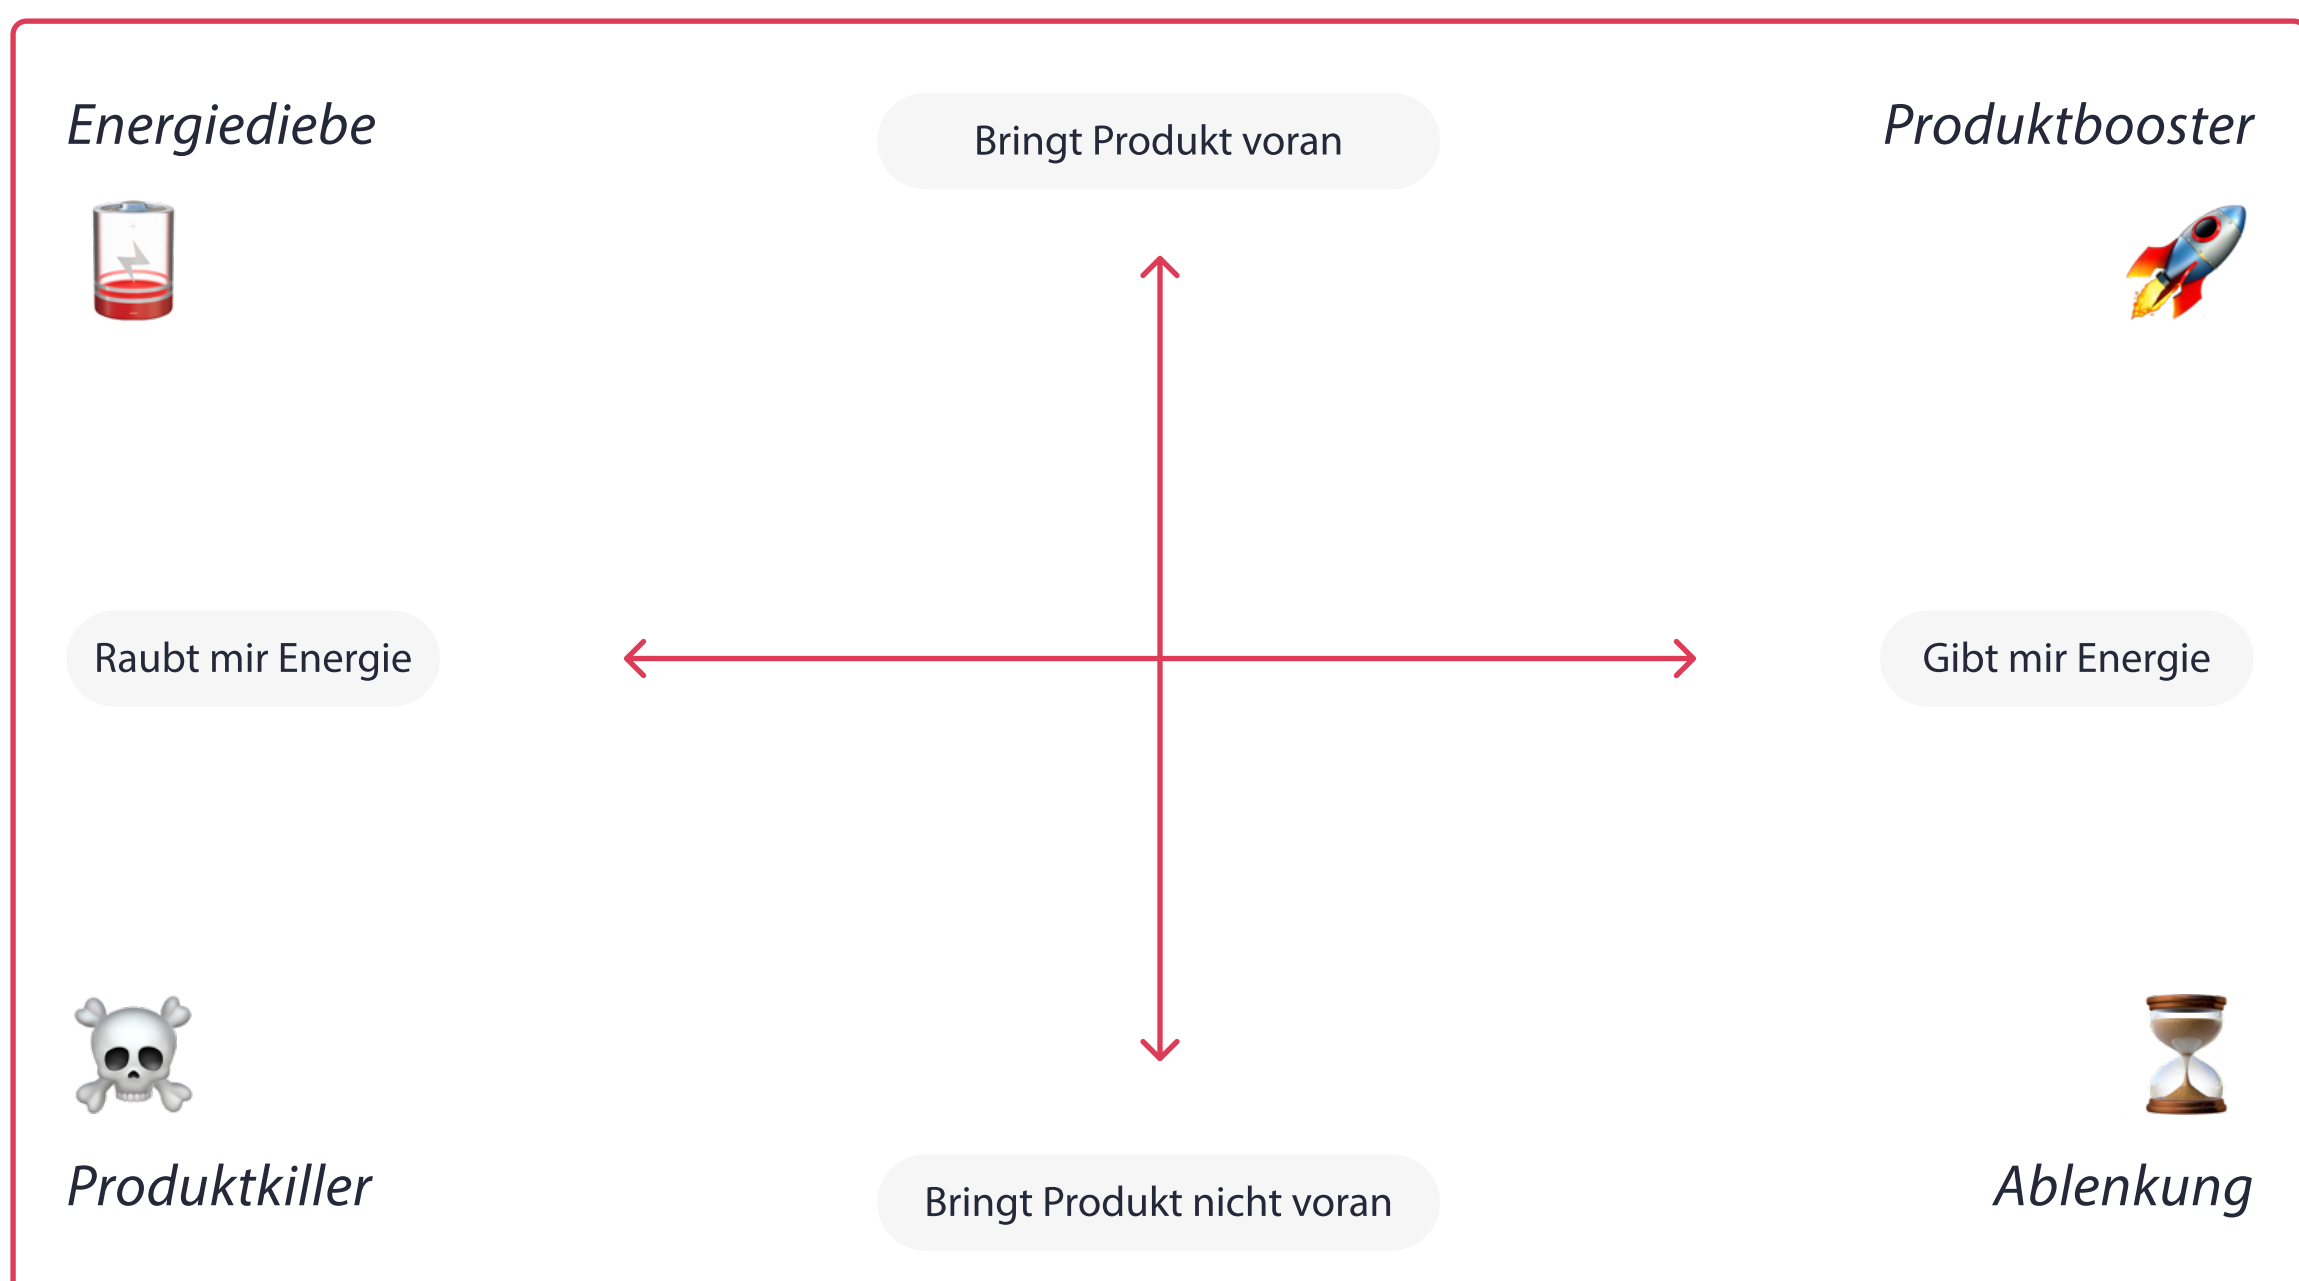 Energiediebe
Bringt Produkt voran
Produktbooster
Raubt mir Energie
Gibt mir Energie
Produktkiller
Bringt Produkt nicht voran
Ablenkung